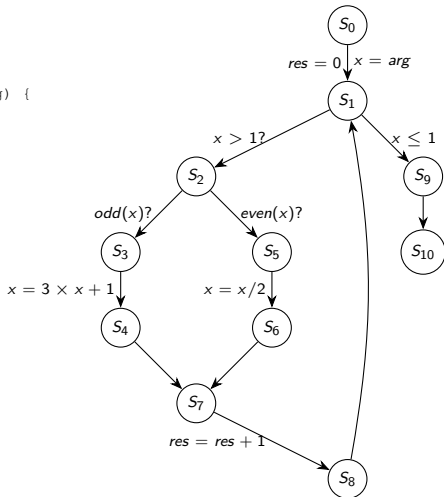 S0
res = 0 x = arg
) {
S1
x > 1? x ≤ 1
S2 S9
odd(x)? even(x)?
S3 S5 S10
x = 3 × x + 1 x = x/2
S4 S6
S7
res = res + 1
S8